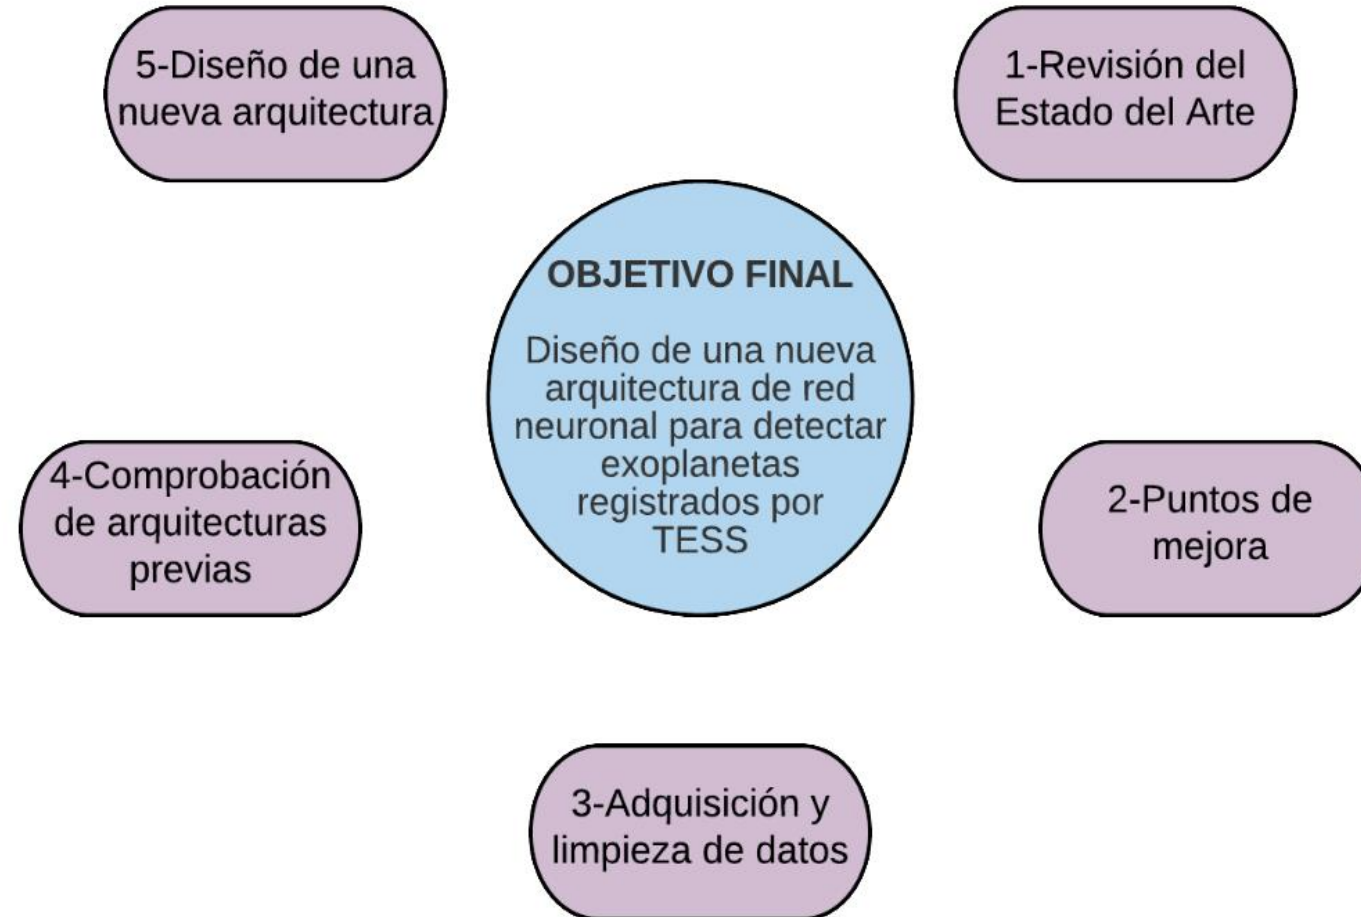 5-Diseño de una
nueva arquitectura
1-Revisión del
Estado del Arte
OBJETIVO FINAL
Diseño de una nueva
arquitectura de red
neuronal para detectar
exoplanetas
registrados por
TESS
4-Comprobación
de arquitecturas
previas
2-Puntos de
mejora
3-Adquisición y
limpieza de datos